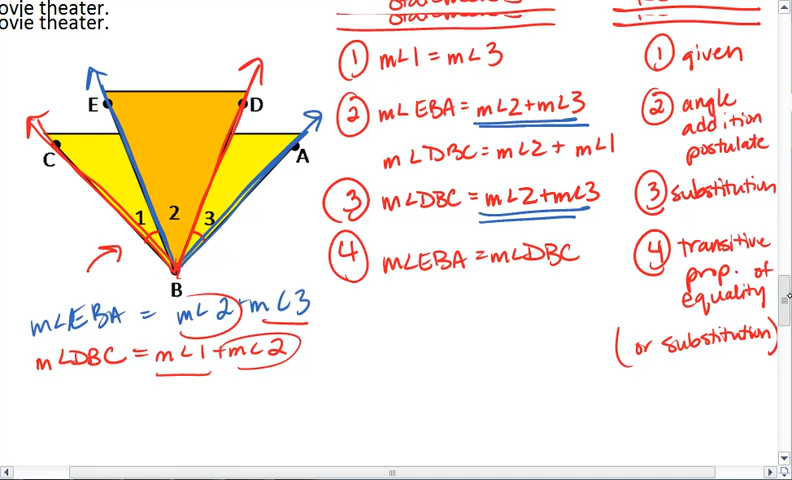 ovie theater.
ovie theater.
① m∠1 = m∠3
② m∠EBA = m∠2+m∠3
m∠DBC = m∠2 + m∠1
③ m∠DBC = m∠2+m∠3
④ m∠EBA = m∠DBC
① given
② angle
addition
postulate
③ substitution
④ transitive
prop. of
equality
(or substitution)
E
D
C
A
1
2
3
B
m∠EBA = m∠2+m∠3
m∠DBC = m∠1+m∠2